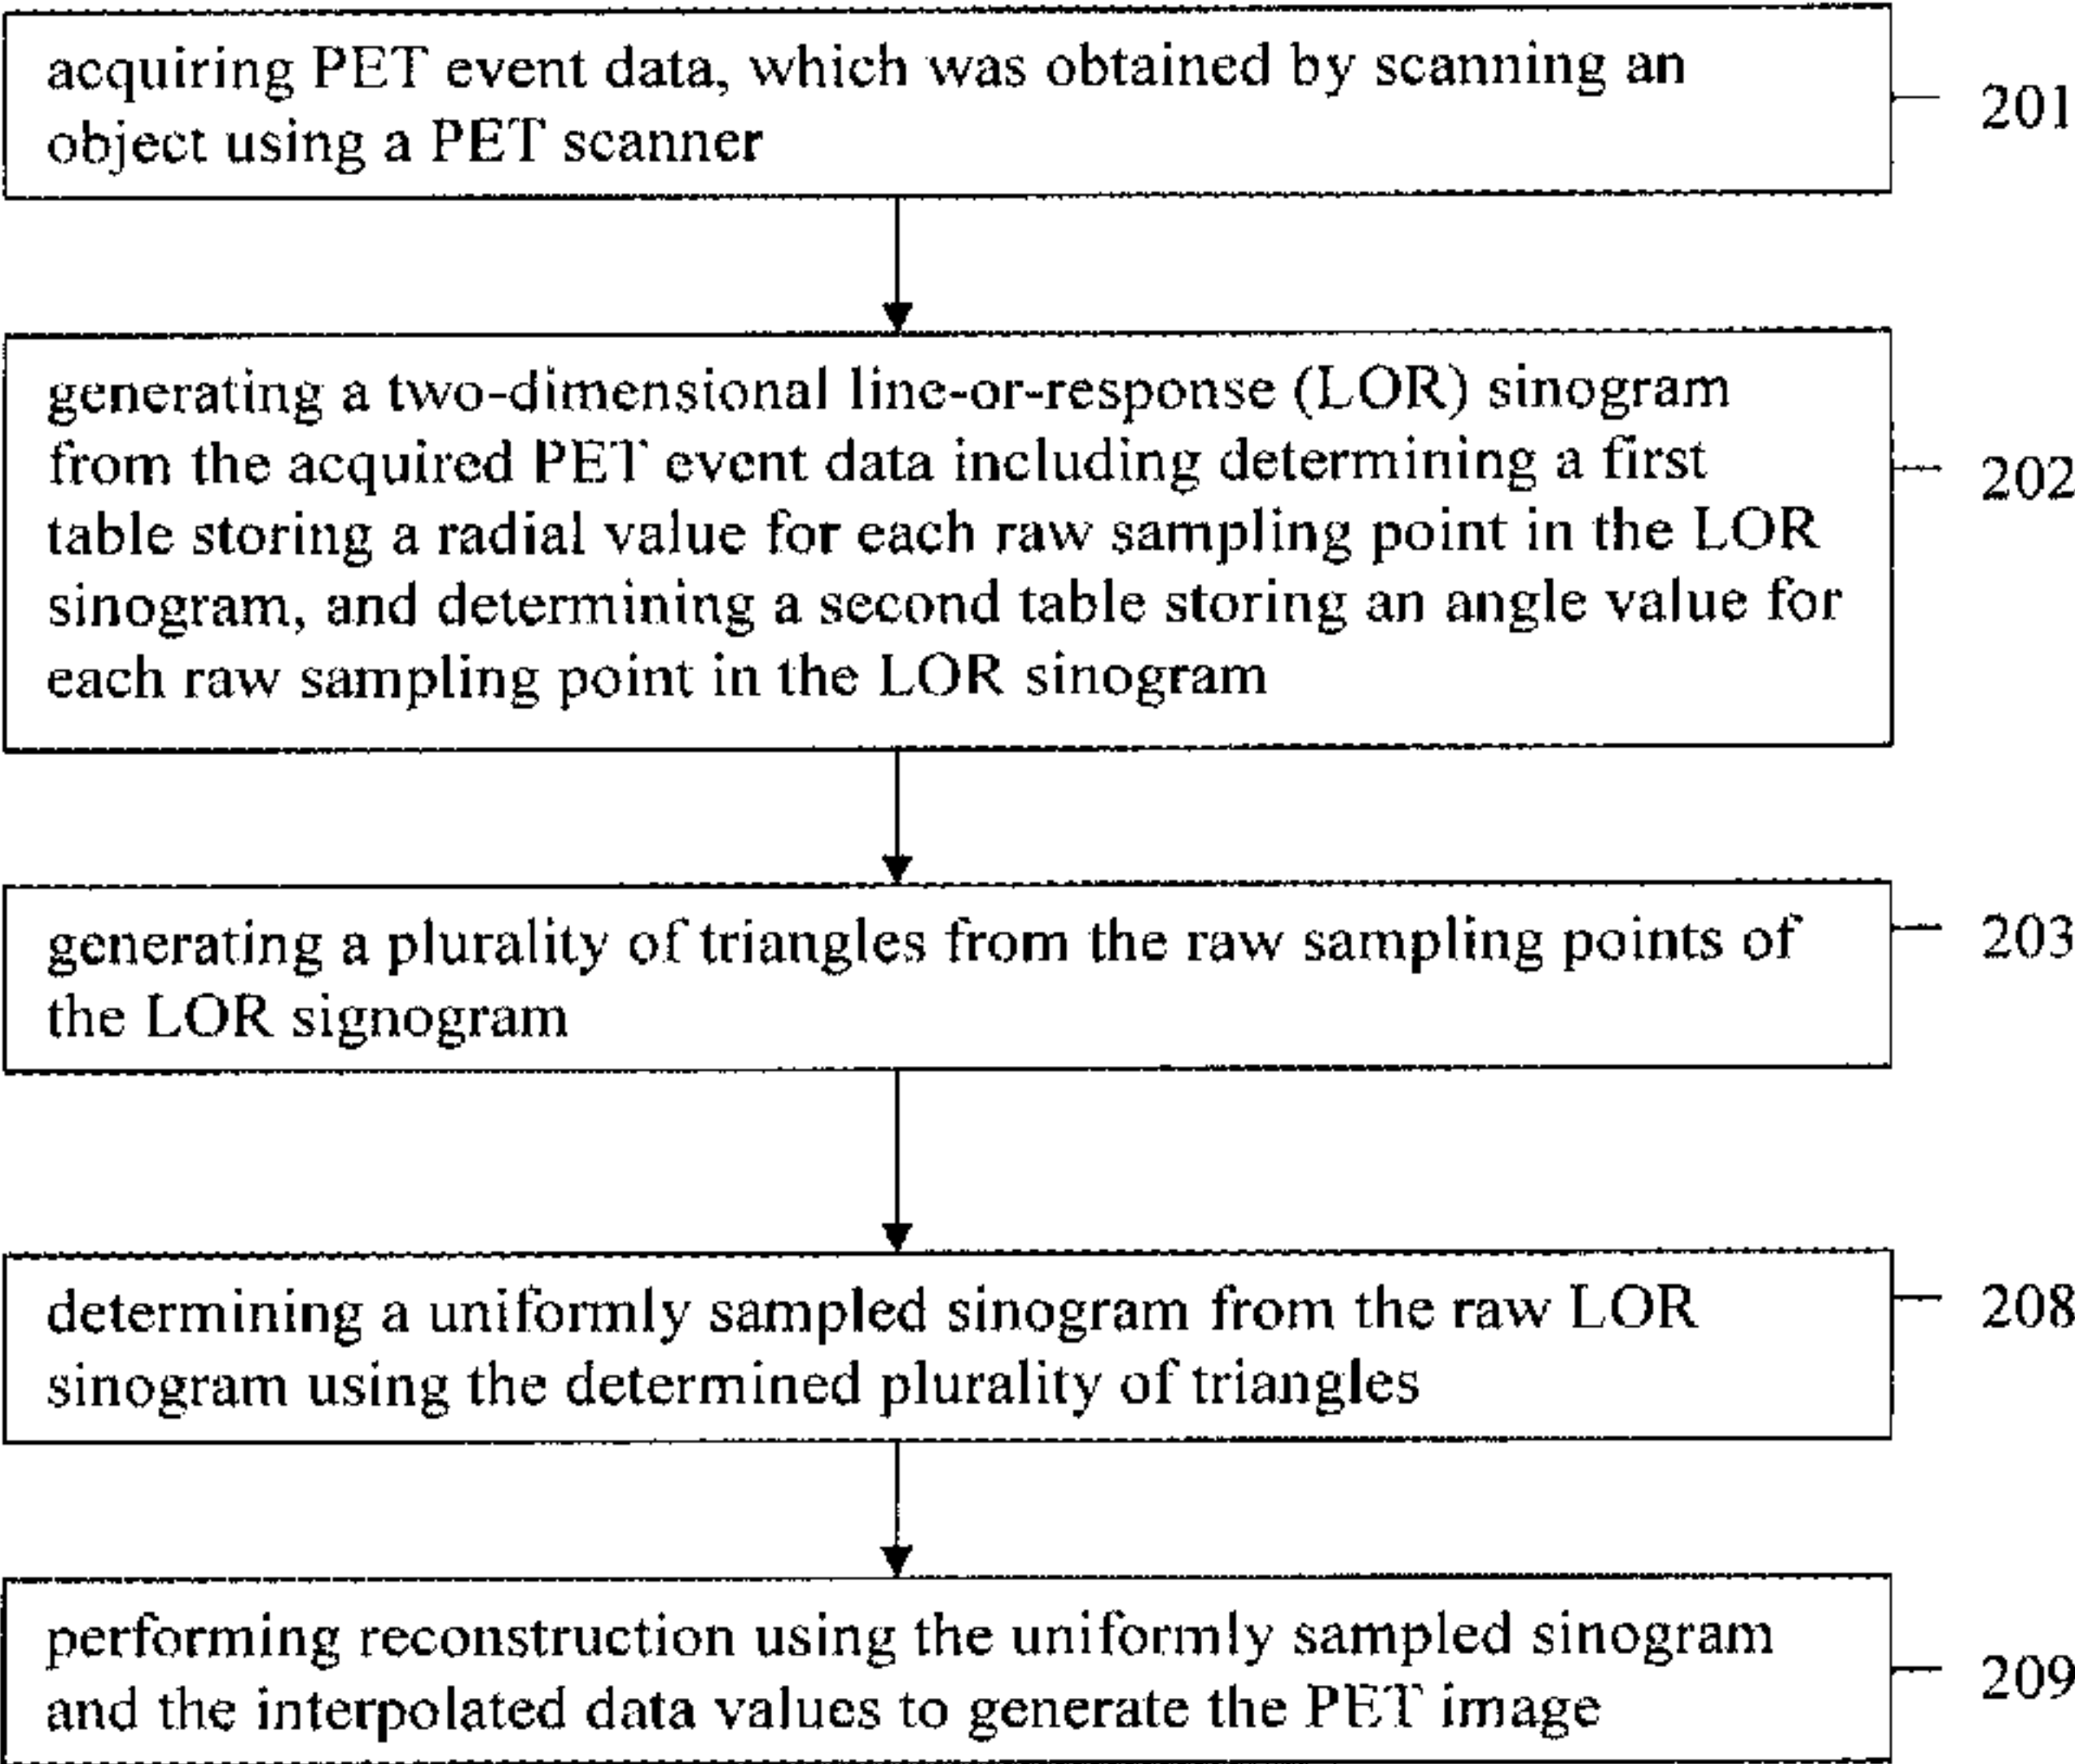 acquiring PET event data, which was obtained by scanning an
object using a PET scanner
201
generating a two-dimensional line-or-response (LOR) sinogram
from the acquired PET event data including determining a first
table storing a radial value for each raw sampling point in the LOR
sinogram, and determining a second table storing an angle value for
each raw sampling point in the LOR sinogram
202
generating a plurality of triangles from the raw sampling points of
the LOR signogram
203
determining a uniformly sampled sinogram from the raw LOR
sinogram using the determined plurality of triangles
208
performing reconstruction using the uniformly sampled sinogram
and the interpolated data values to generate the PET image
209